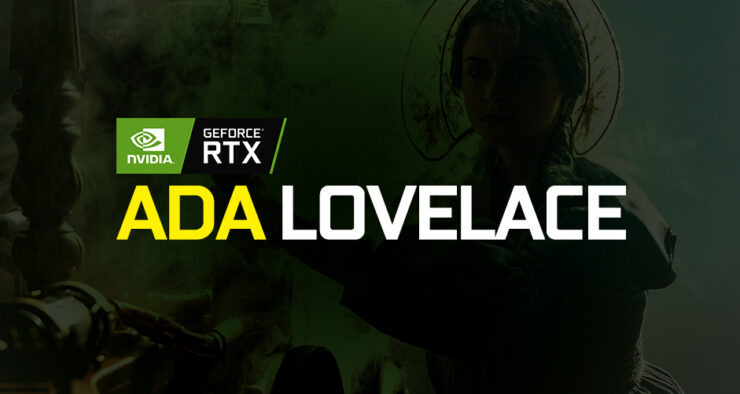 NVIDIA.
GEFORCE
RTX
ADA LOVELACE